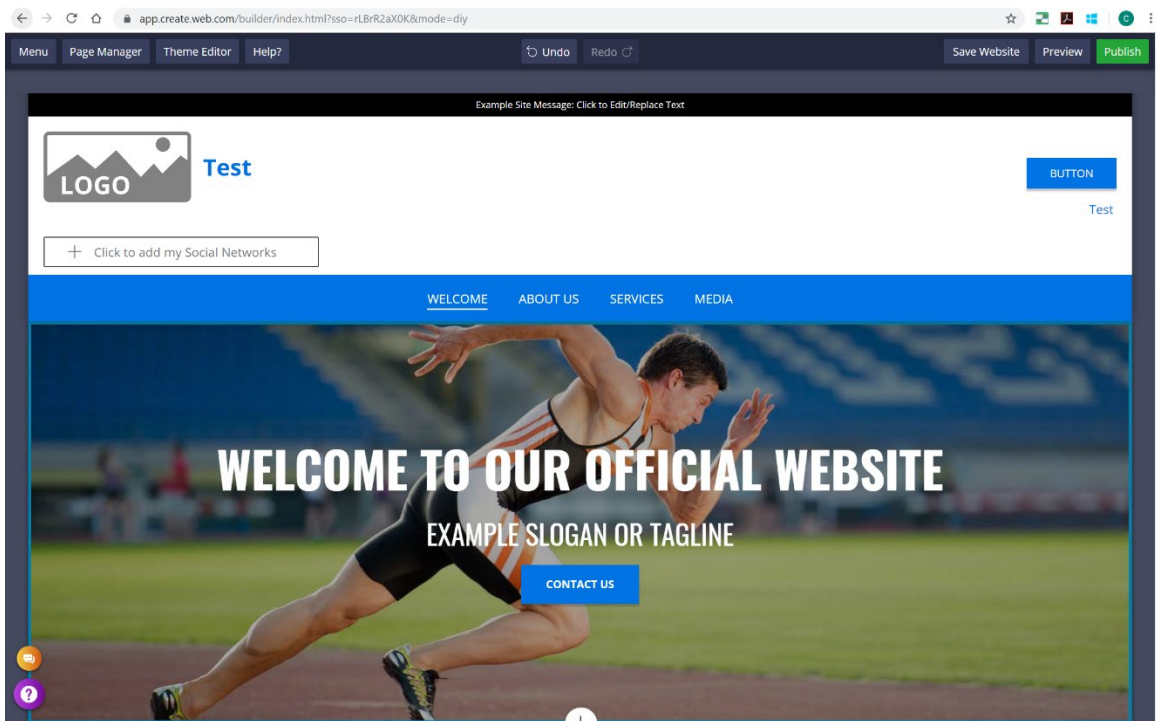 app.create.web.com/builder/index.html?sso=rLBrR2aX0K&mode=diy
C
Menu Page Manager Theme Editor Help? Undo Redo Save Website Preview Publish
Example Site Message: Click to Edit/Replace Text
LOGO Test
BUTTON
Test
Click to add my Social Networks
WELCOME ABOUT US SERVICES MEDIA
WELCOME TO OUR OFFICIAL WEBSITE
EXAMPLE SLOGAN OR TAGLINE
CONTACT US
?